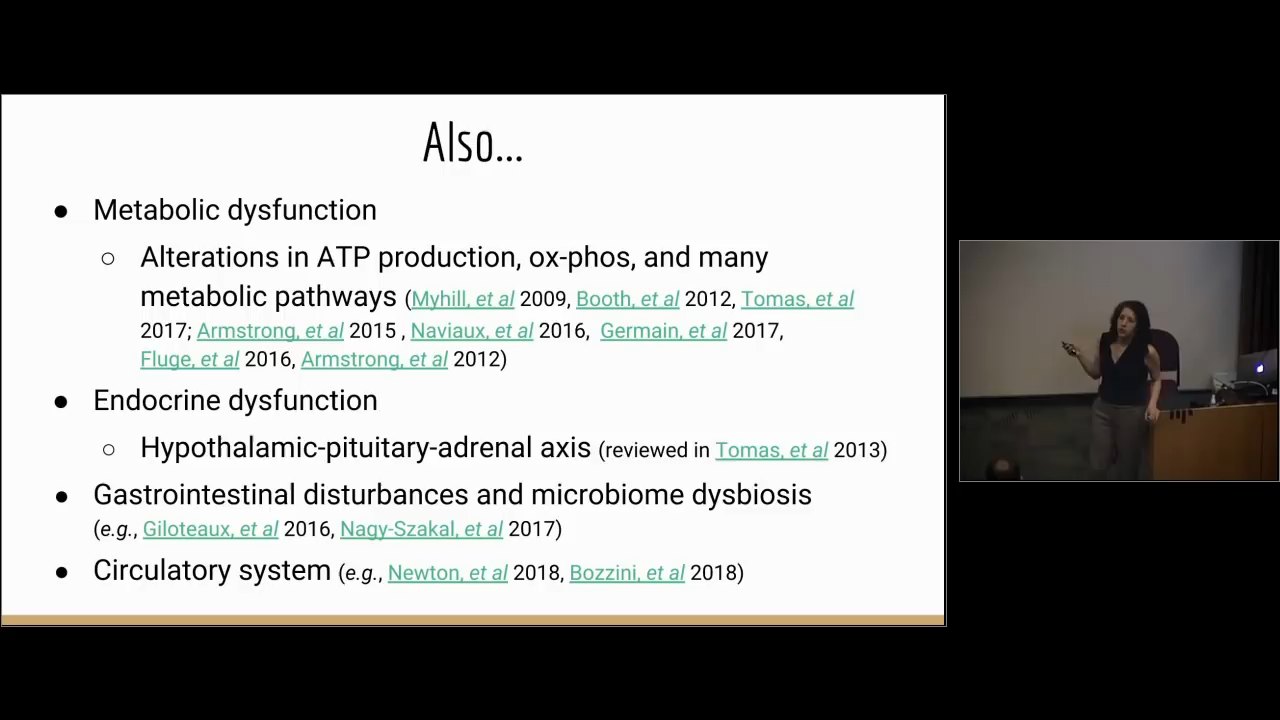 Also...
● Metabolic dysfunction
○ Alterations in ATP production, ox-phos, and many
metabolic pathways (Myhill, et al 2009, Booth, et al 2012, Tomas, et al
2017; Armstrong, et al 2015 , Naviaux, et al 2016, Germain, et al 2017,
Fluge, et al 2016, Armstrong, et al 2012)
● Endocrine dysfunction
○ Hypothalamic-pituitary-adrenal axis (reviewed in Tomas, et al 2013)
● Gastrointestinal disturbances and microbiome dysbiosis
(e.g., Giloteaux, et al 2016, Nagy-Szakal, et al 2017)
● Circulatory system (e.g., Newton, et al 2018, Bozzini, et al 2018)